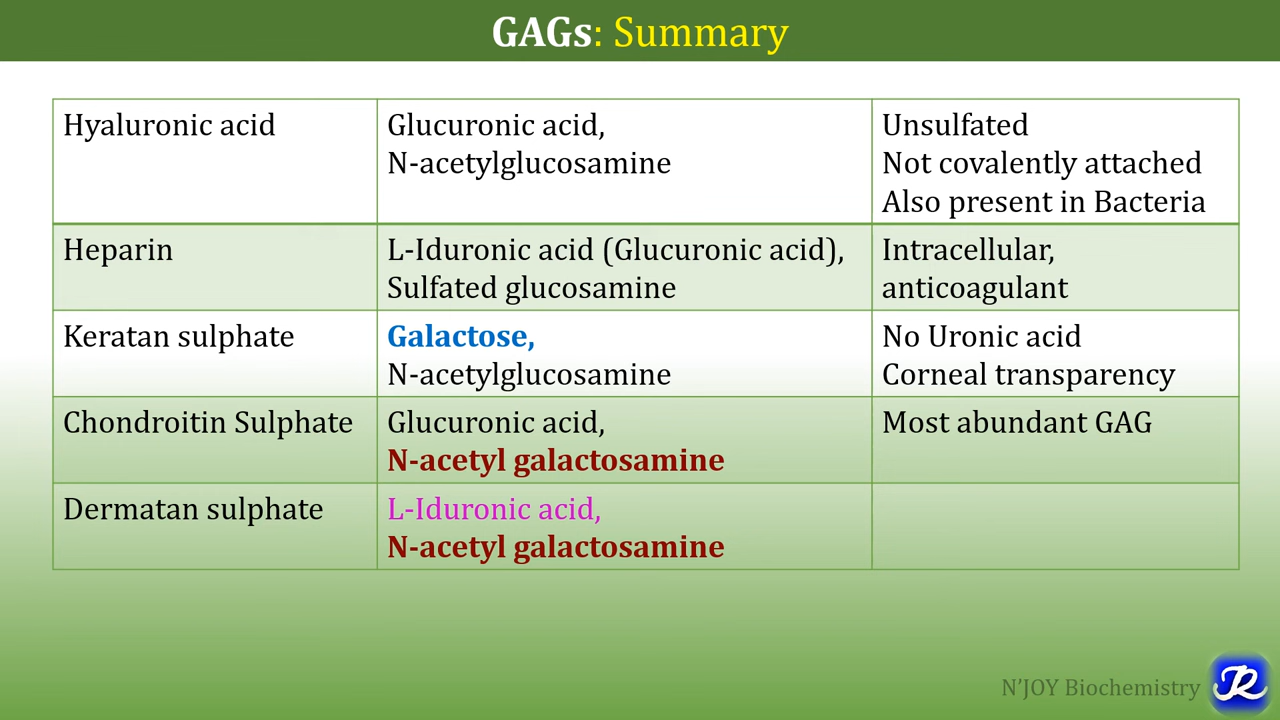 GAGs: Summary
Hyaluronic acid
Glucuronic acid,
N-acetylglucosamine
Unsulfated
Not covalently attached
Also present in Bacteria
Heparin
L-Iduronic acid (Glucuronic acid),
Sulfated glucosamine
Intracellular,
anticoagulant
Keratan sulphate
Galactose,
N-acetylglucosamine
No Uronic acid
Corneal transparency
Chondroitin Sulphate
Glucuronic acid,
N-acetyl galactosamine
Most abundant GAG
Dermatan sulphate
L-Iduronic acid,
N-acetyl galactosamine
N’JOY Biochemistry